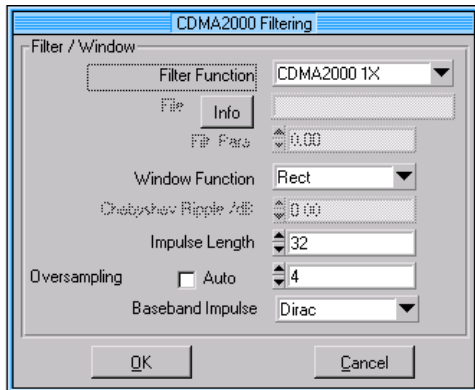 CDMA2000 Filtering
Filter / Window
Filter Function CDMA2000 1X
File Info
Filt. Para 0.00
Window Function Rect
Chebyshev Ripple /dB 0.00
Impulse Length 32
Oversampling Auto 4
Baseband Impulse Dirac
OK Cancel